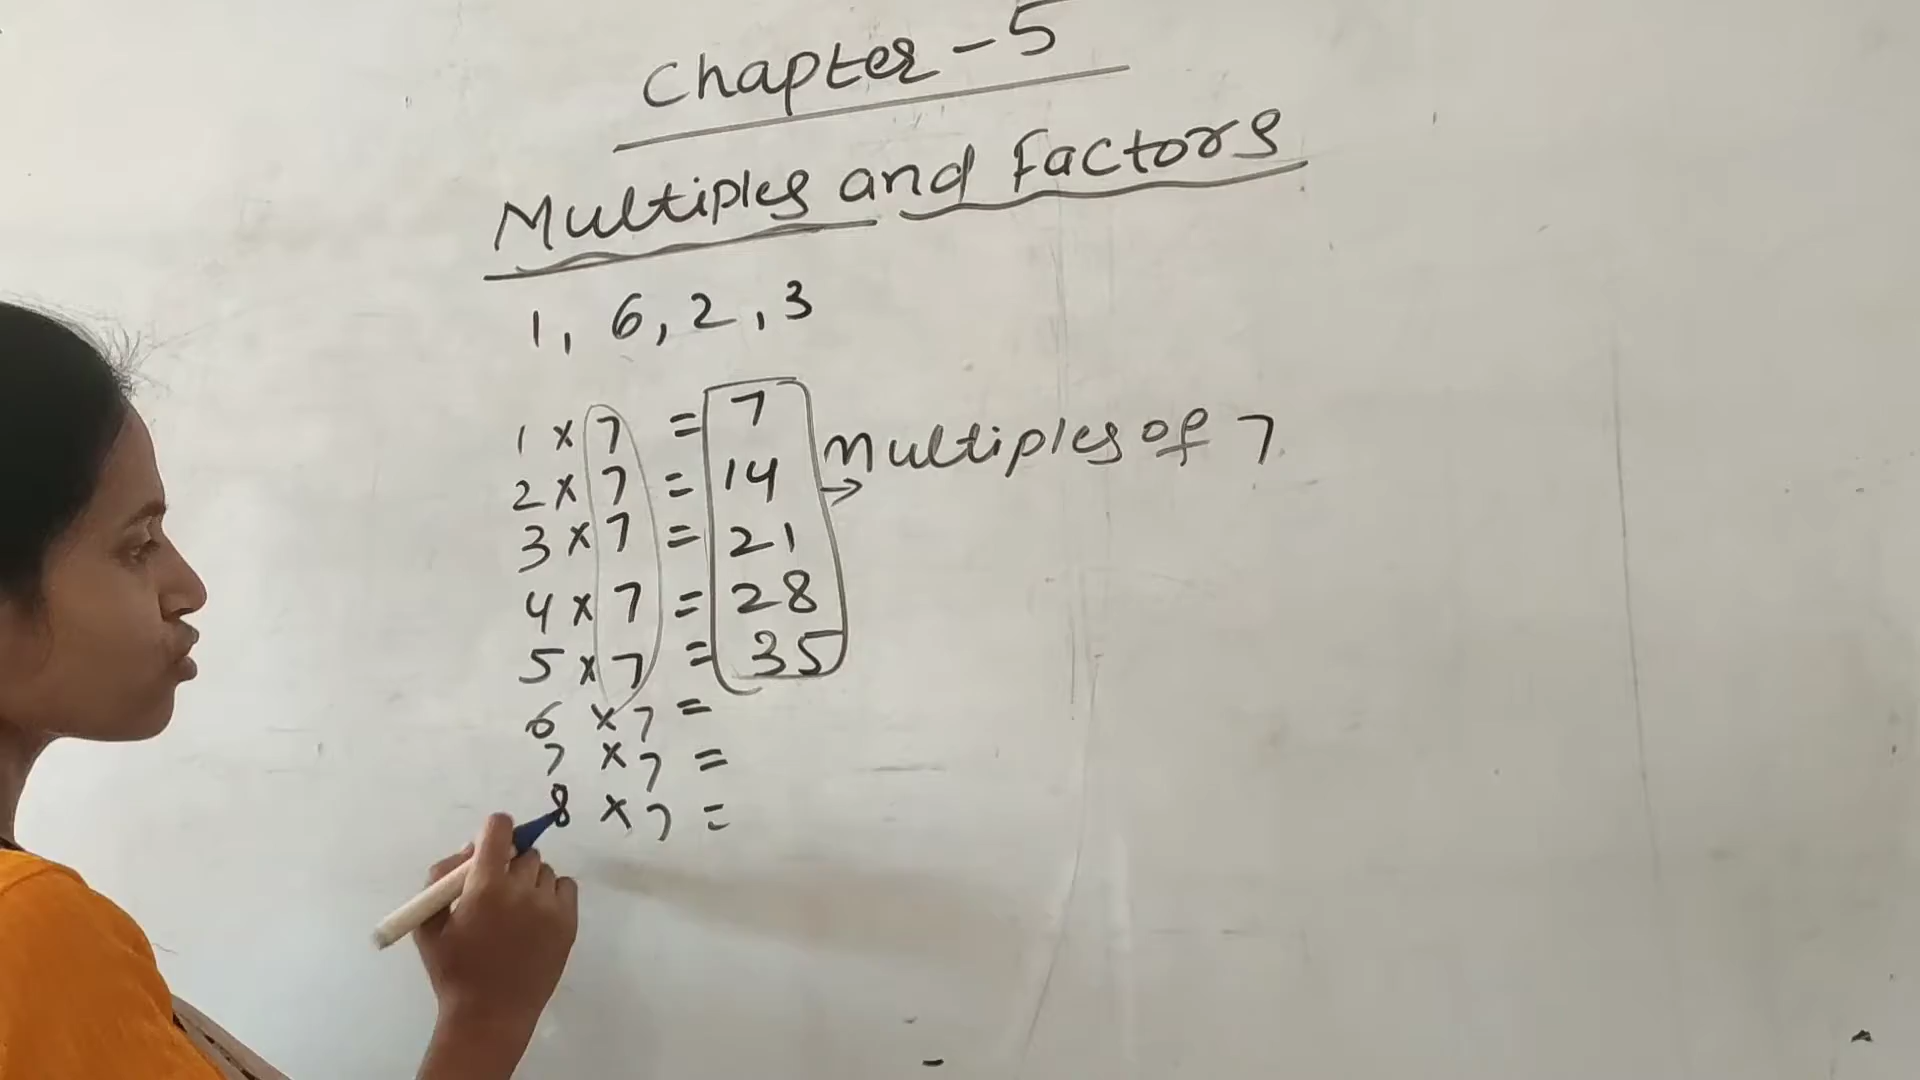 Chapter - 5
Multiples and Factors
1, 6, 2, 3
1 × 7 = 7
Multiples of 7
2 × 7 = 14 →
3 × 7 = 21
4 × 7 = 28
5 × 7 = 35
6 × 7 =
7 × 7 =
8 × 7 =